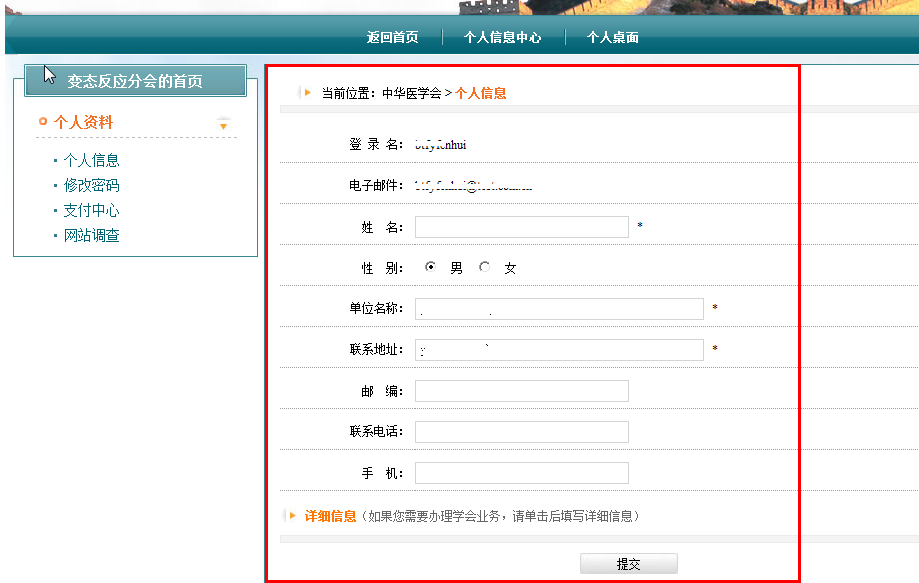 返回首页 个人信息中心 个人桌面
变态反应分会的首页
个人资料
个人信息
修改密码
支付中心
网站调查
当前位置：中华医学会>个人信息
登 录 名：
电子邮件：
姓 名： *
性 别： 男 女
单位名称： *
联系地址： *
邮 编：
联系电话：
手 机：
详细信息（如果您需要办理学会业务，请单击后填写详细信息）
提交